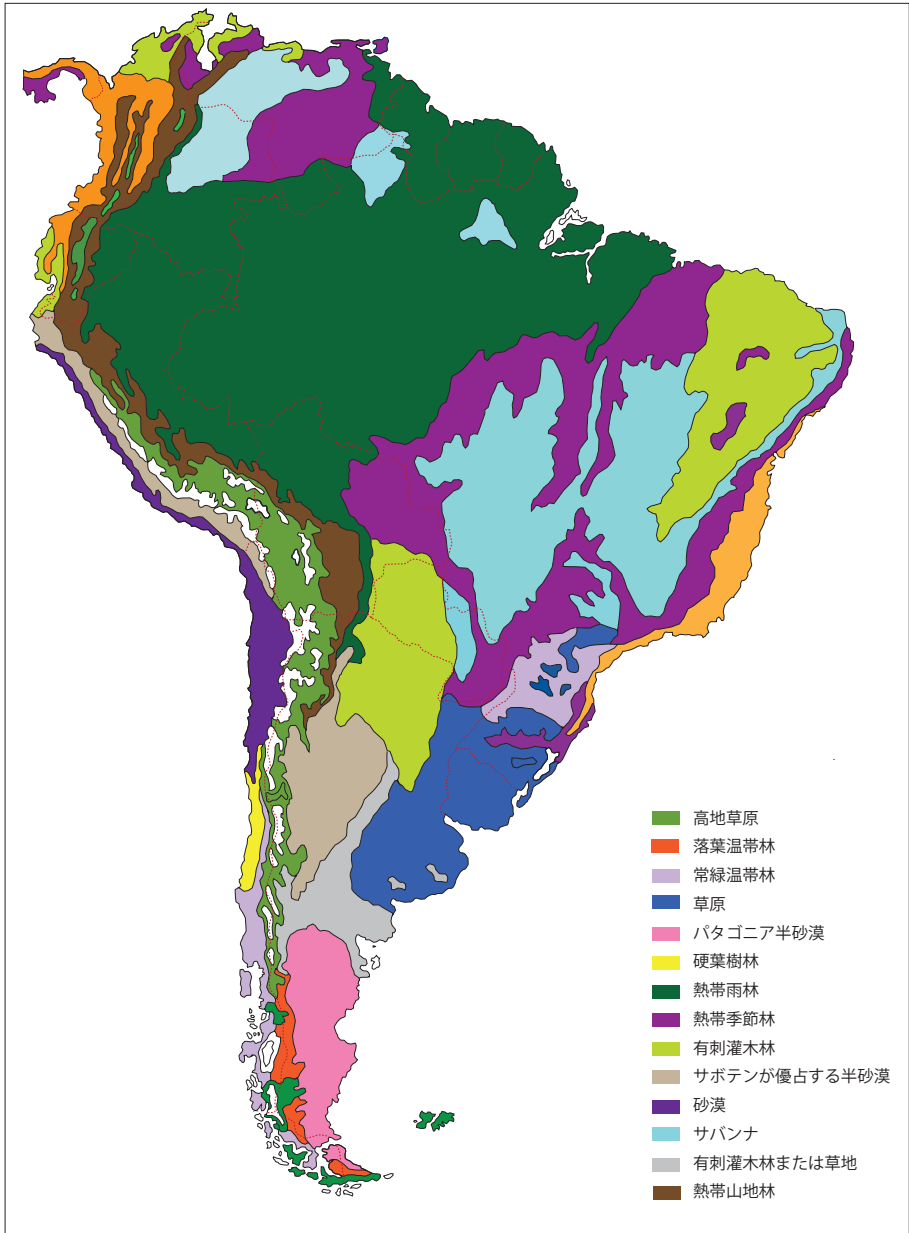 高地草原
落葉温帯林
常緑温帯林
草原
パタゴニア半砂漠
硬葉樹林
熱帯雨林
熱帯季節林
有刺灌木林
サボテンが優占する半砂漠
砂漠
サバンナ
有刺灌木林または草地
熱帯山地林